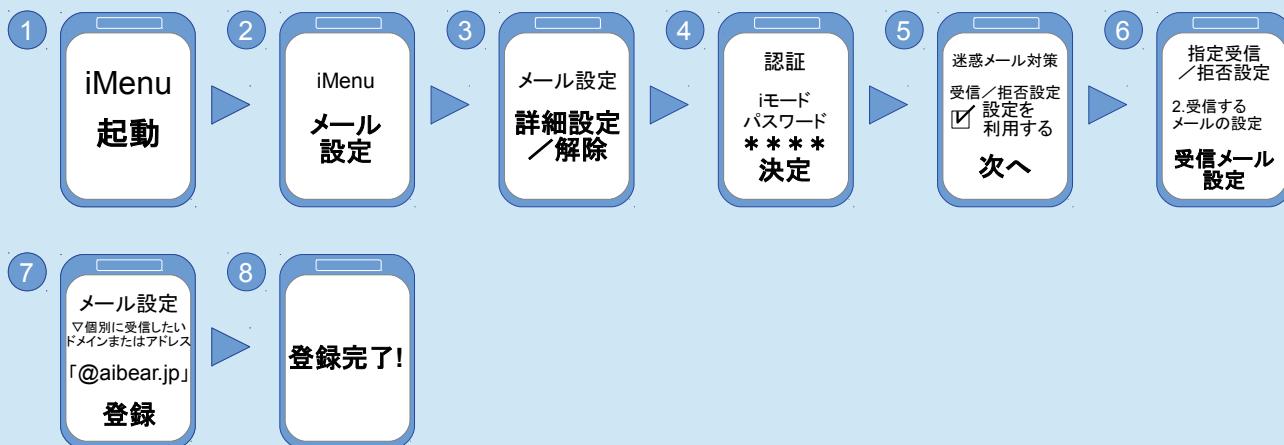 1
iMenu
起動
2
iMenu
メール
設定
3
メール設定
詳細設定
／解除
4
認証
iモード
パスワード
＊＊＊＊
決定
5
迷惑メール対策
受信／拒否設定
設定を
利用する
次へ
6
指定受信
／拒否設定
2.受信する
メールの設定
受信メール
設定
7
メール設定
▽個別に受信したい
ドメインまたはアドレス
「@aibear.jp」
登録
8
登録完了!